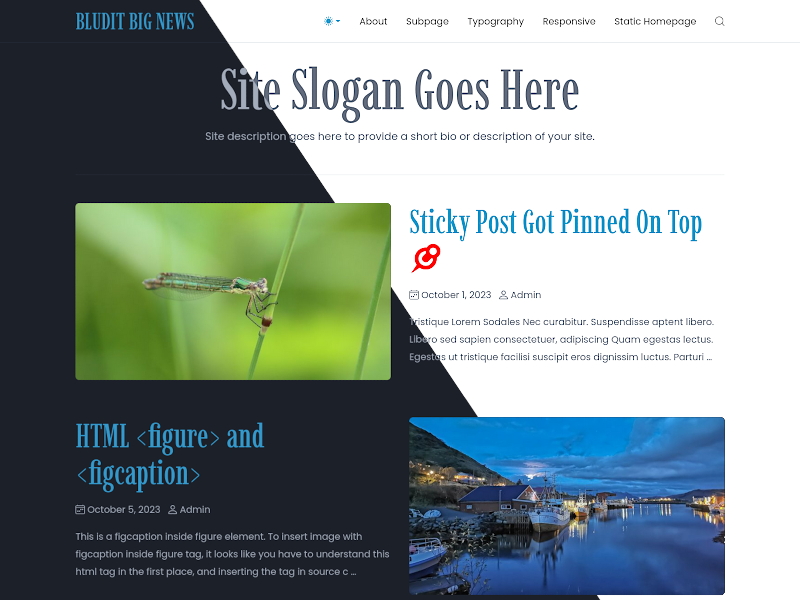 BLUDIT BIG NEWS
About Subpage Typography Responsive Static Homepage
Site Slogan Goes Here
Site description goes here to provide a short bio or description of your site.
Sticky Post Got Pinned On Top
October 1, 2023 Admin
Tristique Lorem Sodales Nec curabitur. Suspendisse aptent libero.
Libero sed sapien consectetuer, adipiscing Quam egestas lectus.
Egestas ut tristique facilisi suscipit eros dignissim luctus. Parturi ...
HTML <figure> and
<figcaption>
October 5, 2023 Admin
This is a figcaption inside figure element. To insert image with
figcaption inside figure tag, it looks like you have to understand this
html tag in the first place, and inserting the tag in source c ...